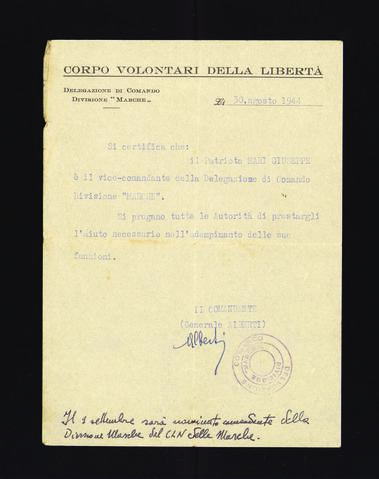 CORPO VOLONTARI DELLA LIBERTÀ
DELEGAZIONE DI COMANDO
DIVISIONE "MARCHE"
Lì 30.agosto 1944
Si certifica che:
il Patriota MARI GIUSEPPE
è il vice-comandante della Delegazione di Comando
Divisione "MARCHE".
Si pregano tutte le Autorità di prestargli
l'aiuto necessario nell'adempimento delle sue
funzioni.
Il COMANDANTE
(Generale ALBERTI)
Alberti
Il 9 settembre sarà nominato comandante della
Divisione Marche del CLN delle Marche.